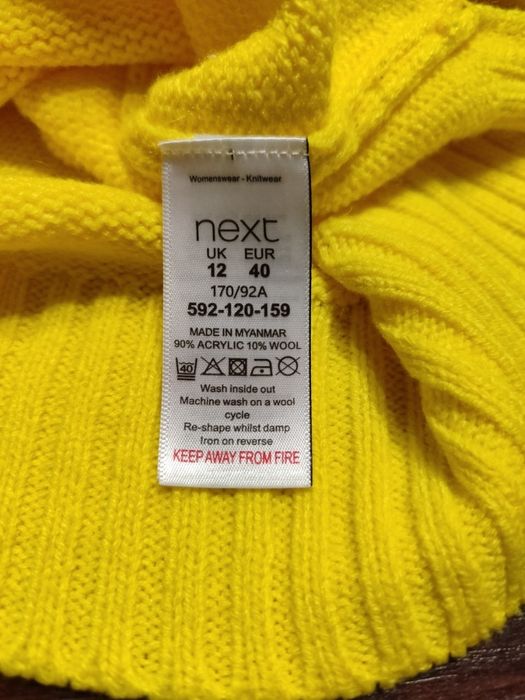 Womenswear - Knitwear
next
UK EUR
12 40
170/92A
592-120-159
MADE IN MYANMAR
90% ACRYLIC 10% WOOL
40
Wash inside out
Machine wash on a wool
cycle
Re-shape whilst damp
Iron on reverse
KEEP AWAY FROM FIRE